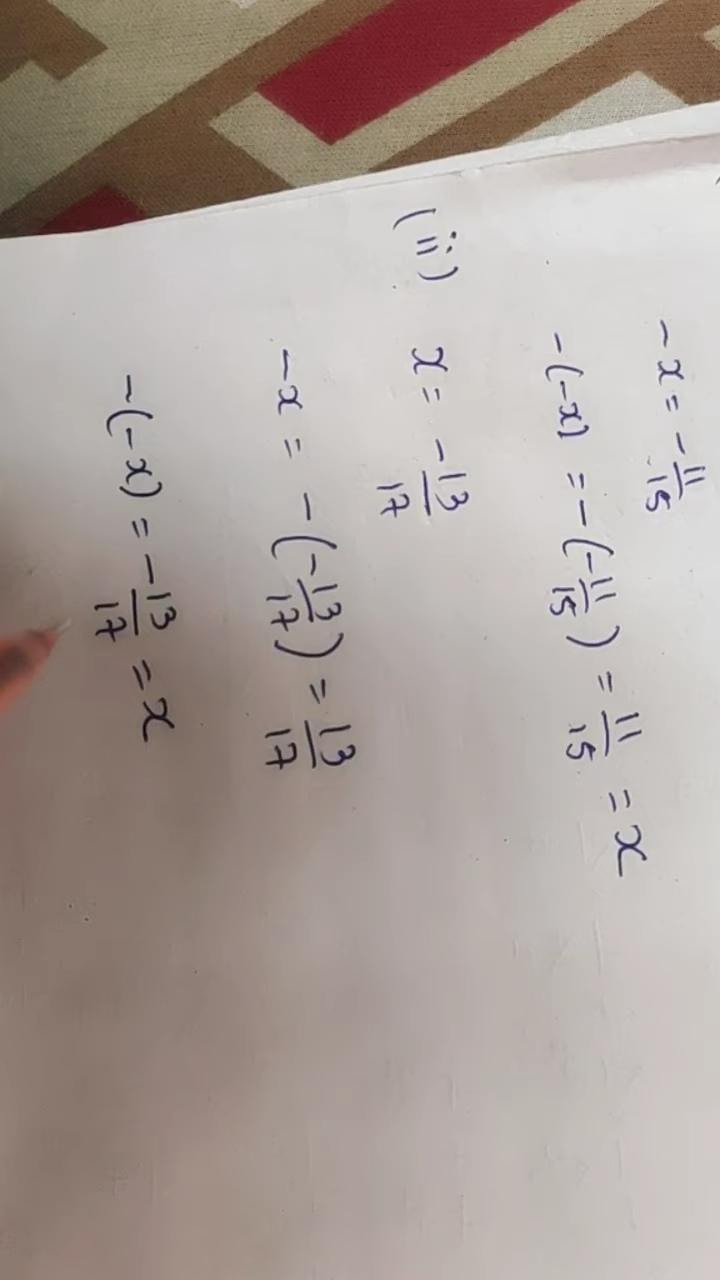 -x = -11/15
-(-x) = -(-11/15) = 11/15 = x
(ii) x = -13/17
-x = -(-13/17) = 13/17
-(-x) = -13/17 = x